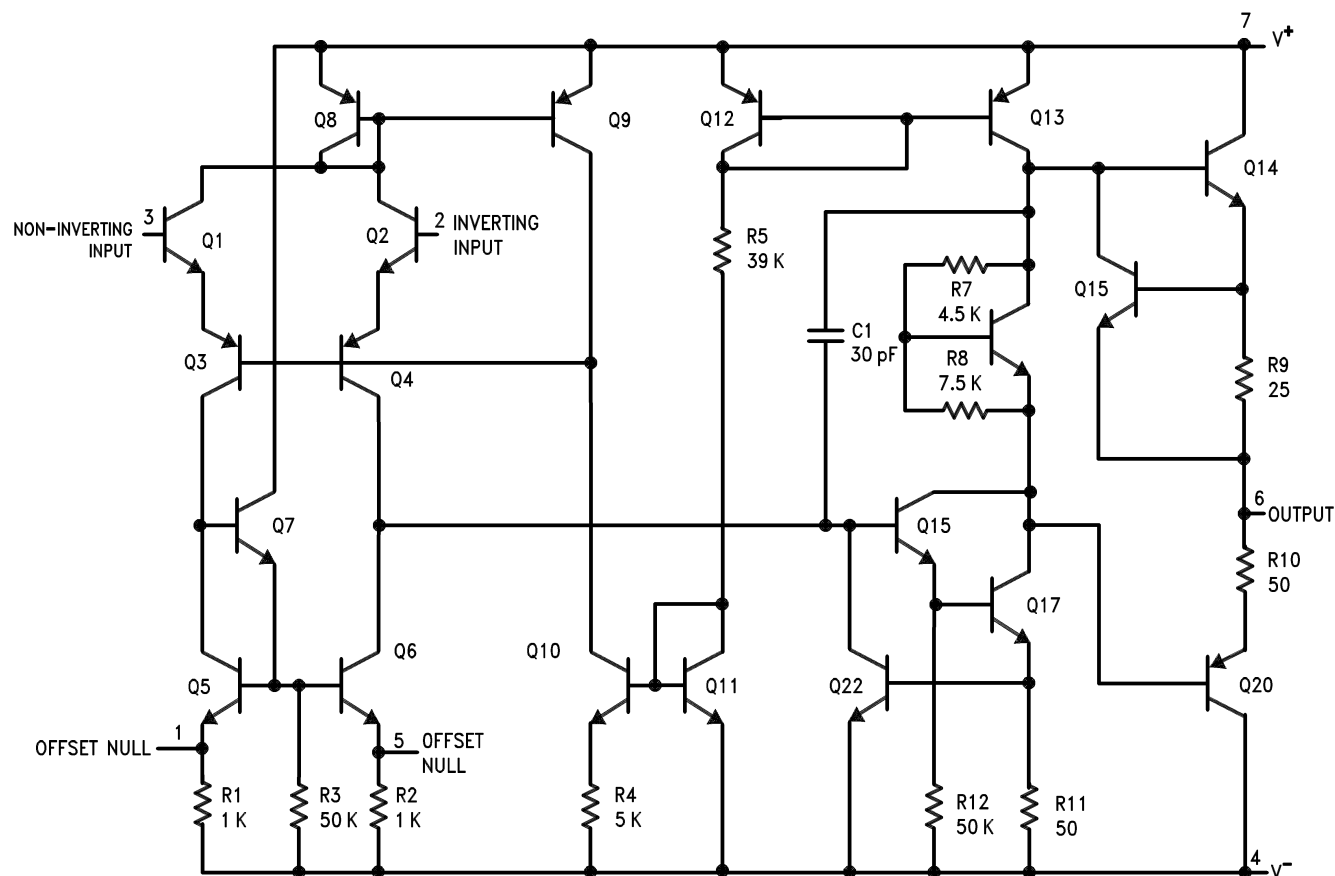 7
V+
Q8
Q9
Q12
Q13
Q14
3
NON-INVERTING
INPUT
Q1
Q2
2 INVERTING
INPUT
R5
39 K
R7
4.5 K
Q15
Q3
Q4
C1
30 pF
R8
7.5 K
R9
25
Q7
Q15
6
OUTPUT
R10
50
Q17
Q5
Q6
Q10
Q11
Q22
Q20
OFFSET NULL
1
5 OFFSET
NULL
R1
1 K
R3
50 K
R2
1 K
R4
5 K
R12
50 K
R11
50
4
V-